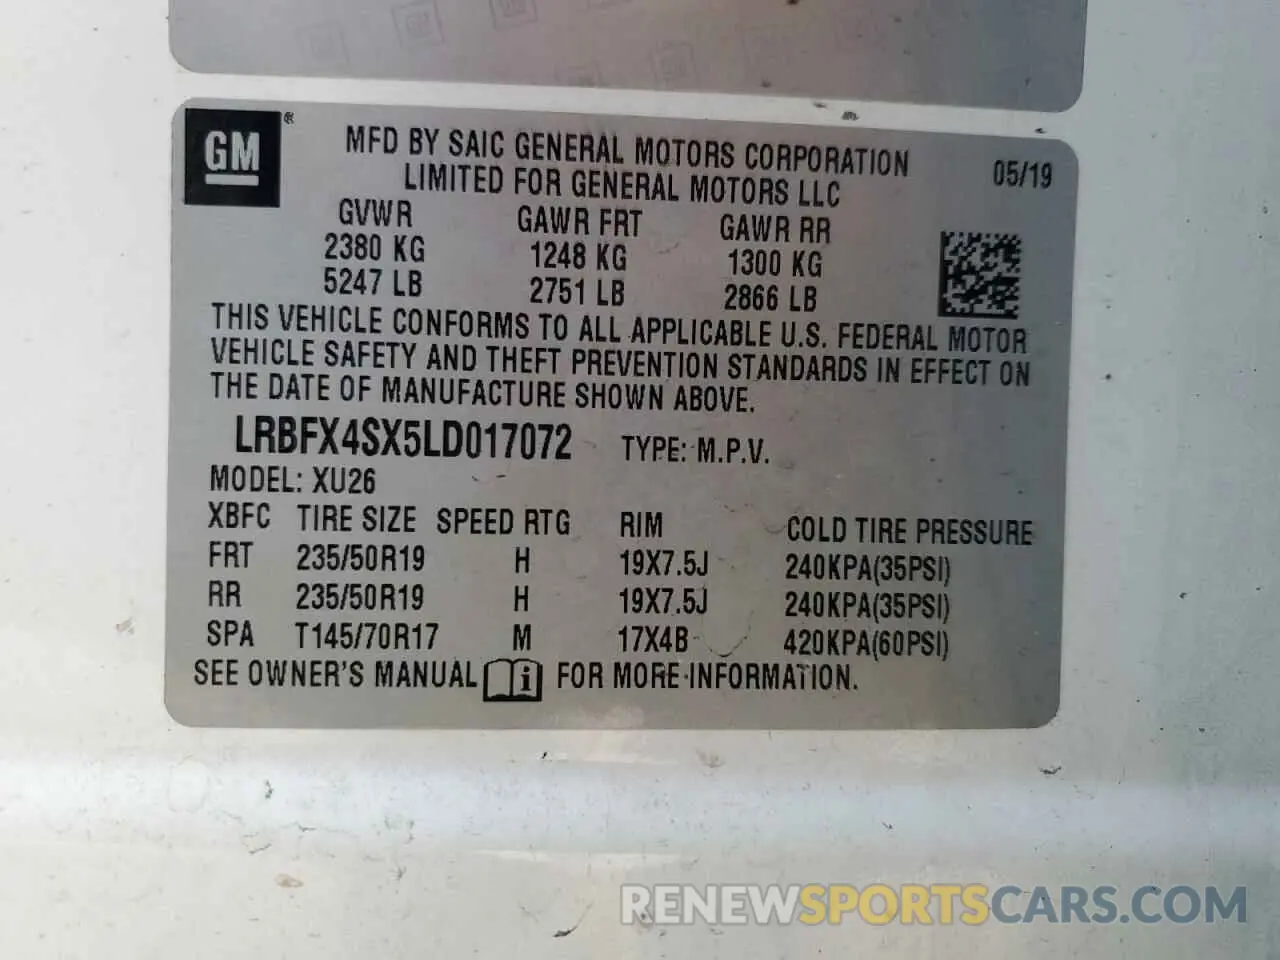 GM ®
MFD BY SAIC GENERAL MOTORS CORPORATION 05/19
LIMITED FOR GENERAL MOTORS LLC
GVWR GAWR FRT GAWR RR
2380 KG 1248 KG 1300 KG
5247 LB 2751 LB 2866 LB
THIS VEHICLE CONFORMS TO ALL APPLICABLE U.S. FEDERAL MOTOR
VEHICLE SAFETY AND THEFT PREVENTION STANDARDS IN EFFECT ON
THE DATE OF MANUFACTURE SHOWN ABOVE.
LRBFX4SX5LD017072 TYPE: M.P.V.
MODEL: XU26
XBFC TIRE SIZE SPEED RTG RIM COLD TIRE PRESSURE
FRT 235/50R19 H 19X7.5J 240KPA(35PSI)
RR 235/50R19 H 19X7.5J 240KPA(35PSI)
SPA T145/70R17 M 17X4B 420KPA(60PSI)
SEE OWNER'S MANUAL i FOR MORE INFORMATION.
RENEWSPORTSCARS.COM